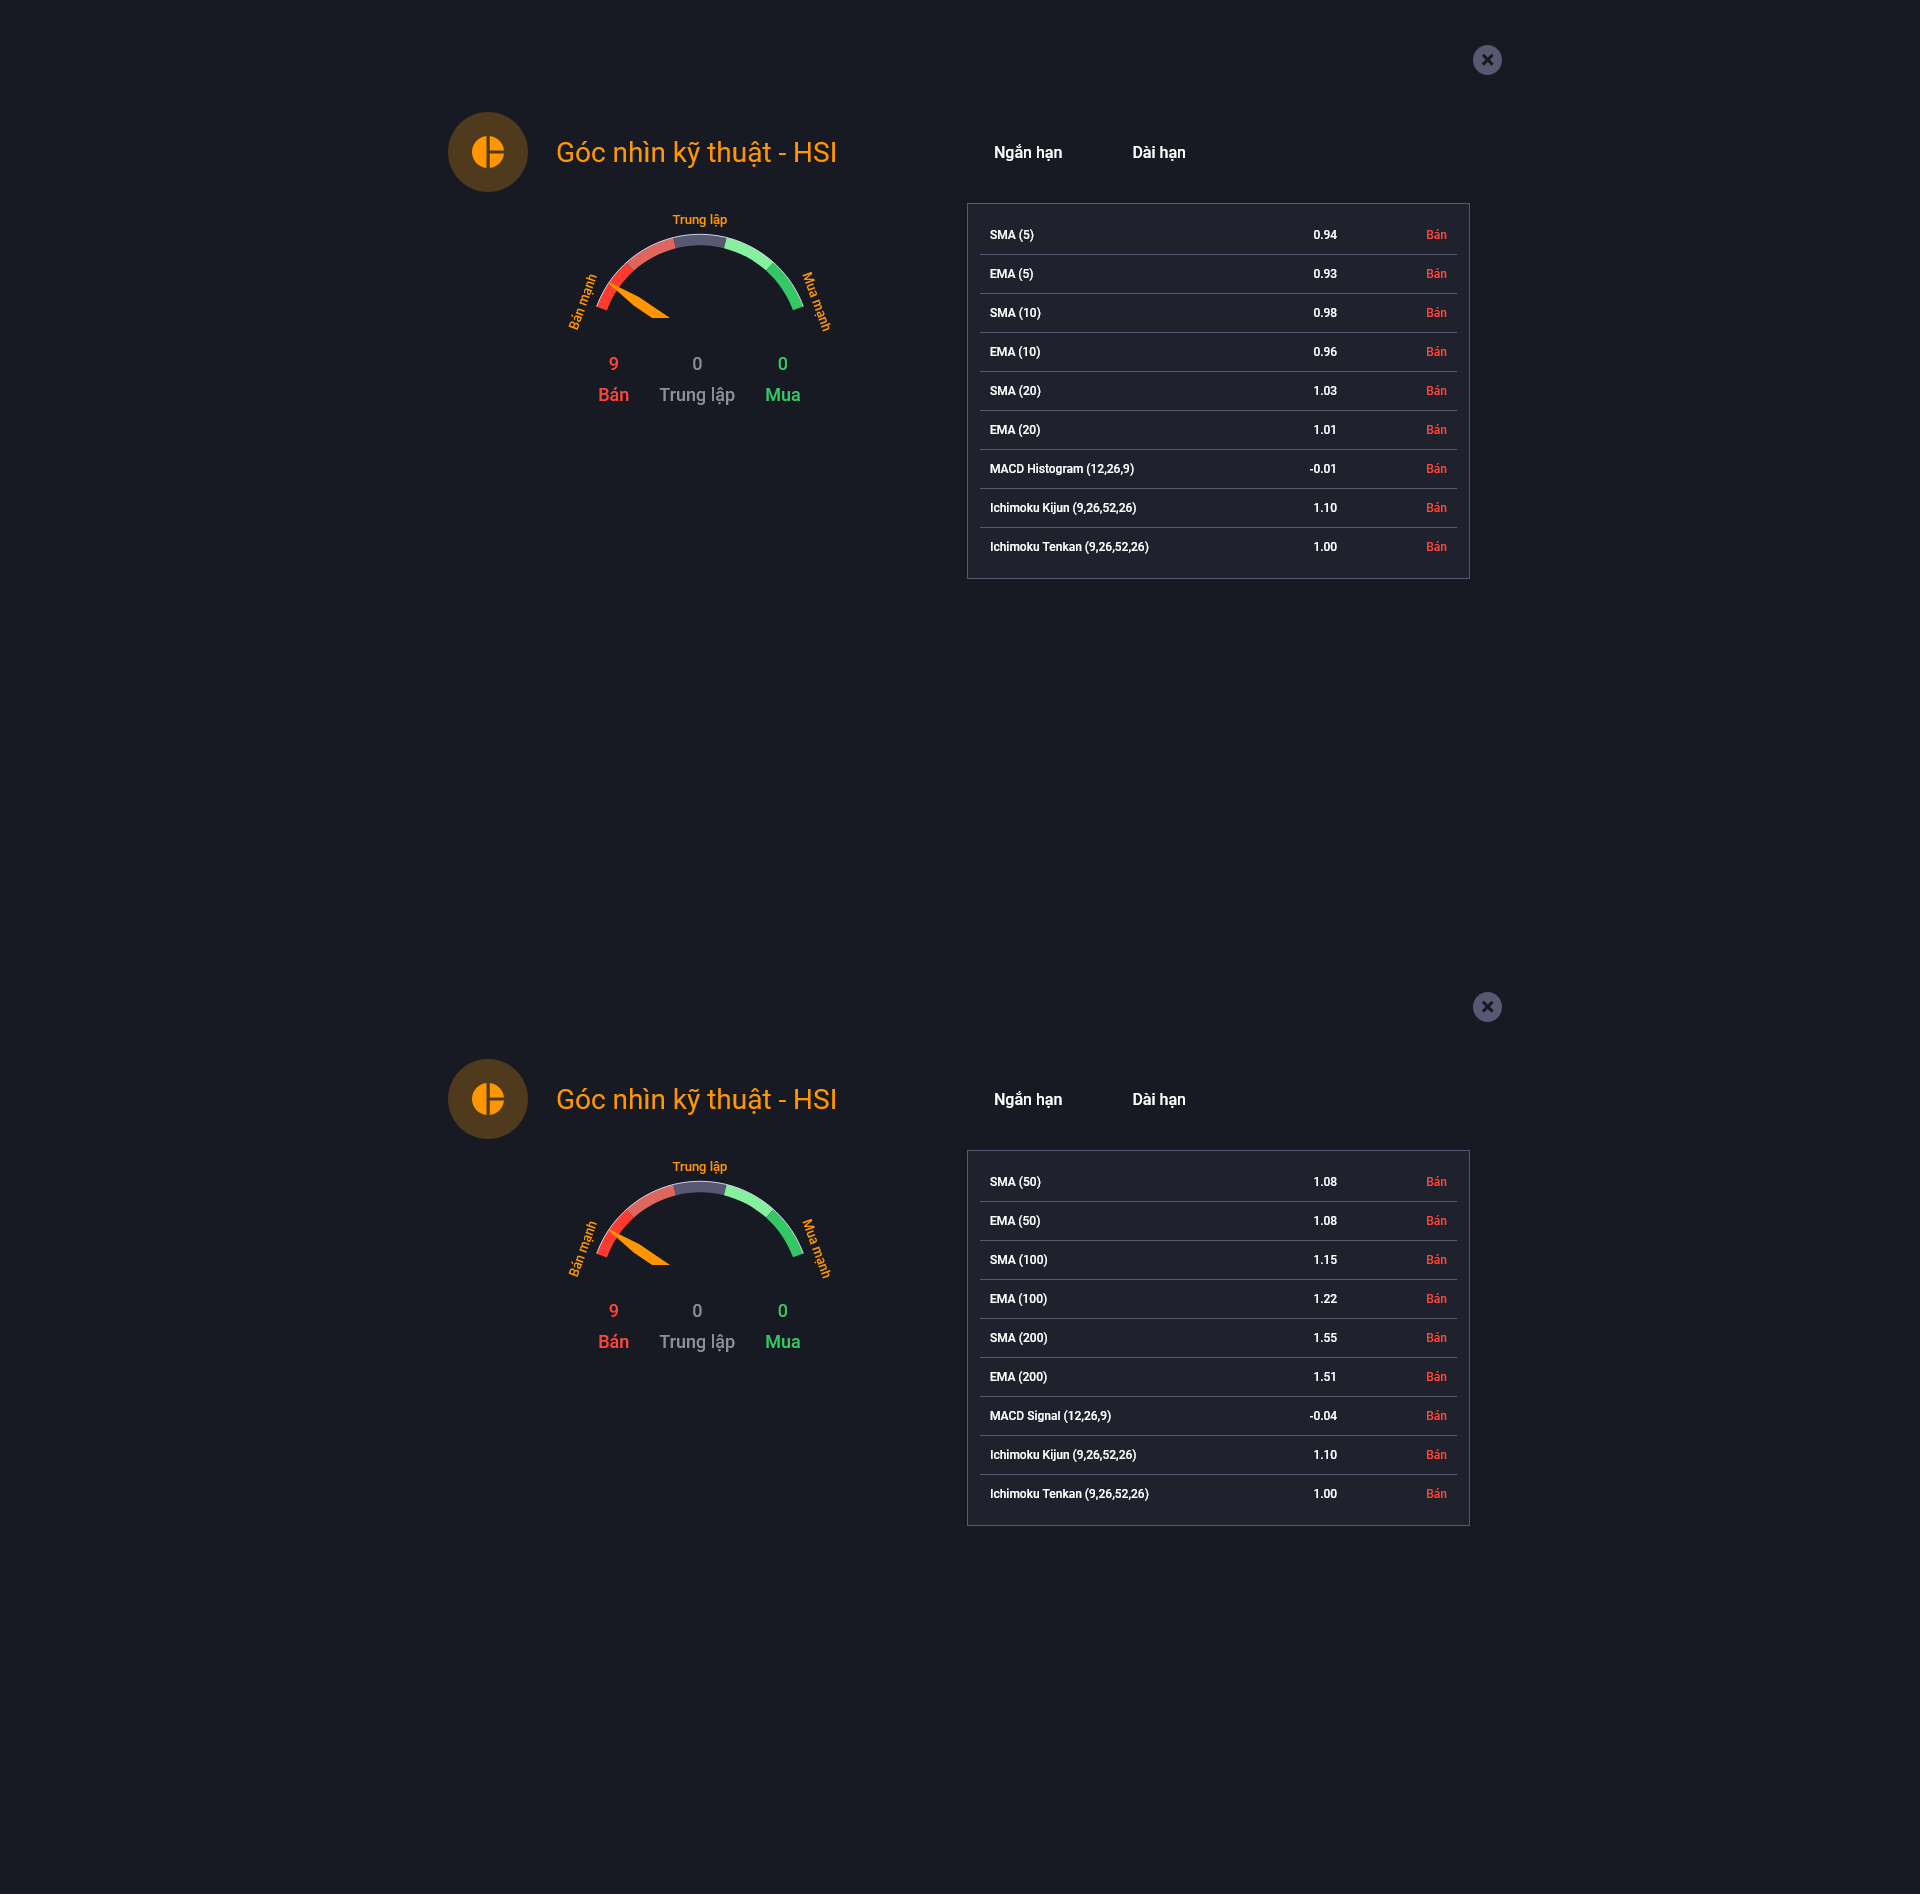 Góc nhìn kỹ thuật - HSI
Ngắn hạn Dài hạn
Trung lập
Bán mạnh
Mua mạnh
9 0 0
Bán Trung lập Mua
SMA (5) 0.94 Bán
EMA (5) 0.93 Bán
SMA (10) 0.98 Bán
EMA (10) 0.96 Bán
SMA (20) 1.03 Bán
EMA (20) 1.01 Bán
MACD Histogram (12,26,9) -0.01 Bán
Ichimoku Kijun (9,26,52,26) 1.10 Bán
Ichimoku Tenkan (9,26,52,26) 1.00 Bán
Góc nhìn kỹ thuật - HSI
Ngắn hạn Dài hạn
Trung lập
Bán mạnh
Mua mạnh
9 0 0
Bán Trung lập Mua
SMA (50) 1.08 Bán
EMA (50) 1.08 Bán
SMA (100) 1.15 Bán
EMA (100) 1.22 Bán
SMA (200) 1.55 Bán
EMA (200) 1.51 Bán
MACD Signal (12,26,9) -0.04 Bán
Ichimoku Kijun (9,26,52,26) 1.10 Bán
Ichimoku Tenkan (9,26,52,26) 1.00 Bán